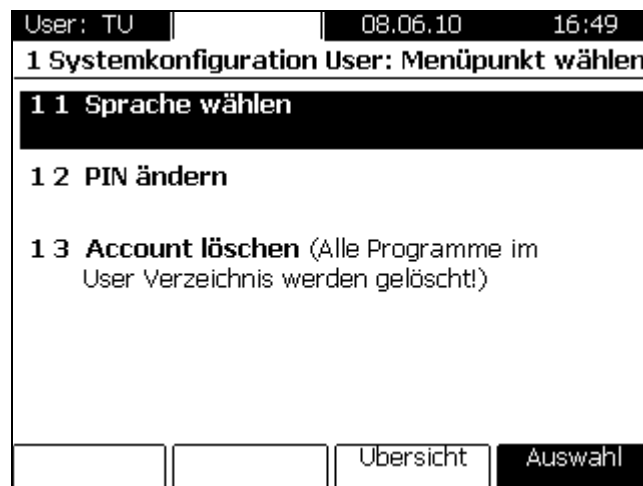 User: TU 08.06.10 16:49
1 Systemkonfiguration User: Menüpunkt wählen
1 1 Sprache wählen
1 2 PIN ändern
1 3 Account löschen (Alle Programme im
User Verzeichnis werden gelöscht!)
Übersicht Auswahl